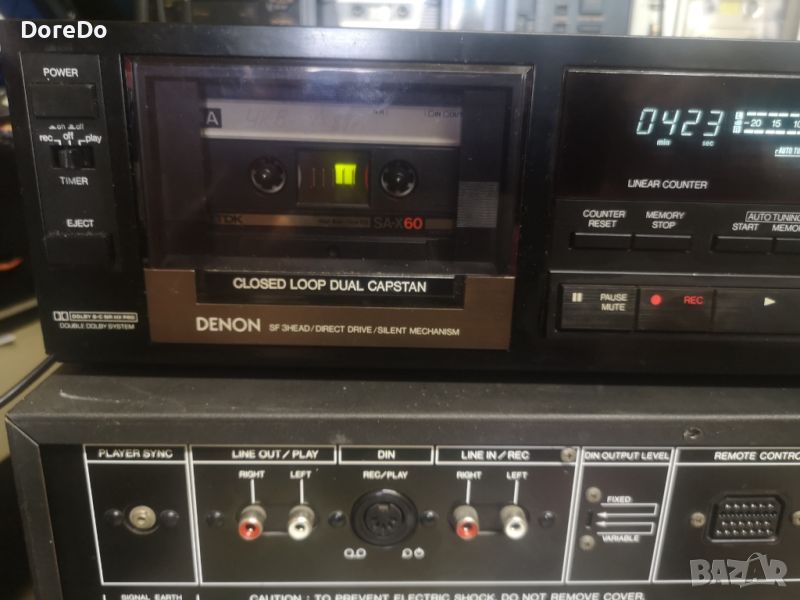 DoreDo
POWER
on off
rec off play
TIMER
EJECT
DOLBY B-C NR HX PRO
DOUBLE DOLBY SYSTEM
A
TDK
SA-X60
CLOSED LOOP DUAL CAPSTAN
DENON SF 3HEAD/DIRECT DRIVE/SILENT MECHANISM
0423
min sec
-20 15 10
LINEAR COUNTER
COUNTER RESET
MEMORY STOP
AUTO TUNING
START MEMO
PAUSE MUTE
REC
PLAYER SYNC
LINE OUT/PLAY
RIGHT LEFT
DIN
REC/PLAY
LINE IN/REC
RIGHT LEFT
DIN OUTPUT LEVEL
FIXED
VARIABLE
REMOTE CONTRO
SIGNAL EARTH
CAUTION : TO PREVENT ELECTRIC SHOCK, DO NOT REMOVE COVER.
BAZAR